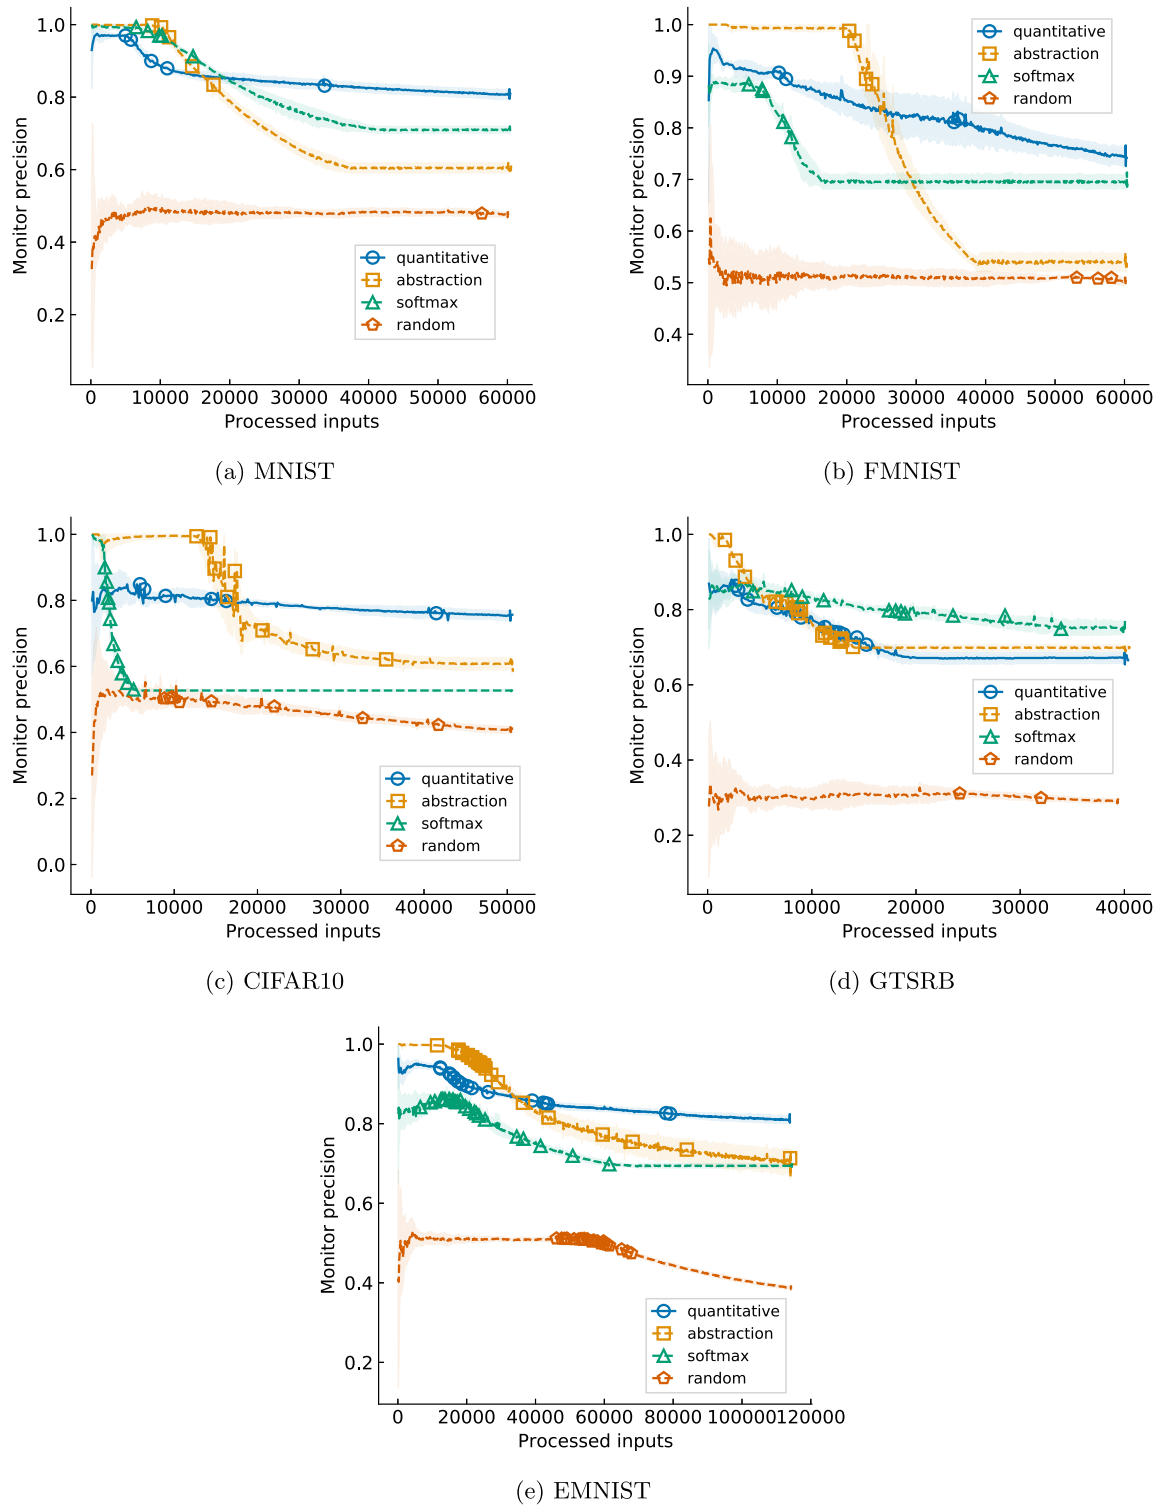 1.0
0.8
0.6
0.4
0.2
Monitor precision
0 10000 20000 30000 40000 50000 60000
Processed inputs
quantitative
abstraction
softmax
random
(a) MNIST
1.0
0.9
0.8
0.7
0.6
0.5
0.4
Monitor precision
0 10000 20000 30000 40000 50000 60000
Processed inputs
quantitative
abstraction
softmax
random
(b) FMNIST
1.0
0.8
0.6
0.4
0.2
0.0
Monitor precision
0 10000 20000 30000 40000 50000
Processed inputs
quantitative
abstraction
softmax
random
(c) CIFAR10
1.0
0.8
0.6
0.4
0.2
Monitor precision
0 10000 20000 30000 40000
Processed inputs
quantitative
abstraction
softmax
random
(d) GTSRB
1.0
0.8
0.6
0.4
0.2
Monitor precision
0 20000 40000 60000 80000 100000 120000
Processed inputs
quantitative
abstraction
softmax
random
(e) EMNIST